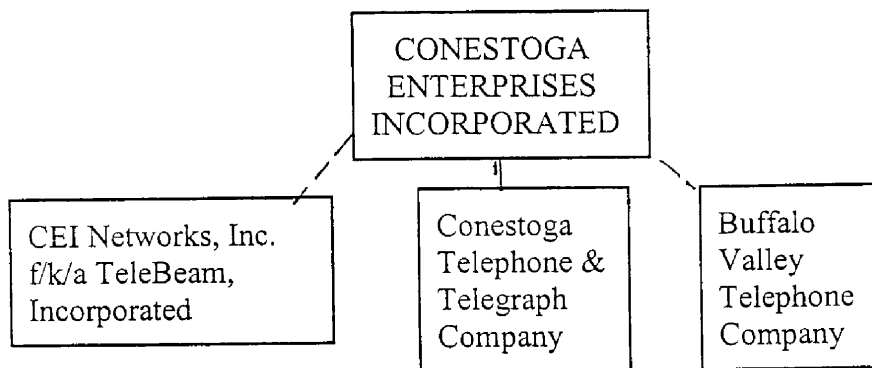 CONESTOGA
ENTERPRISES
INCORPORATED
CEI Networks, Inc.
f/k/a TeleBeam,
Incorporated
Conestoga
Telephone &
Telegraph
Company
Buffalo
Valley
Telephone
Company